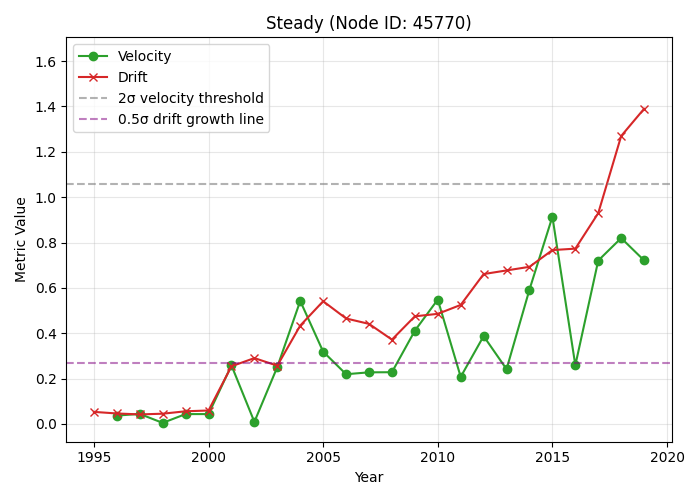 Steady (Node ID: 45770)
Velocity
Drift
2σ velocity threshold
0.5σ drift growth line
Metric Value
1.6
1.4
1.2
1.0
0.8
0.6
0.4
0.2
0.0
1995
2000
2005
2010
2015
2020
Year